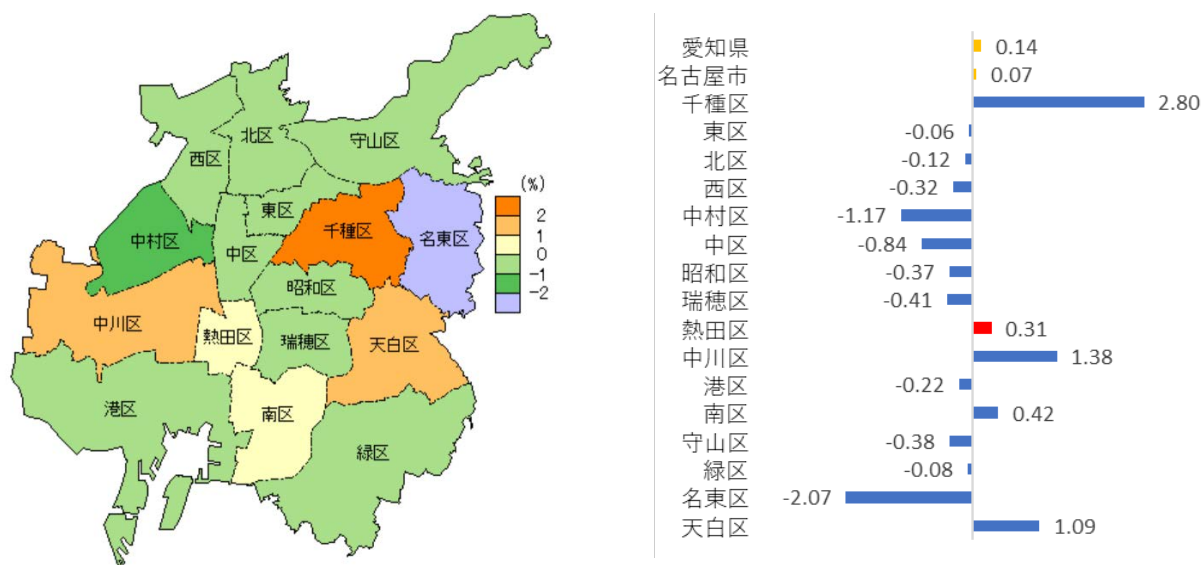 北区
守山区
西区
(%)
東区
2
千種区
名東区
1
中村区
中区
0
-1
昭和区
-2
中川区
熱田区
瑞穂区
天白区
港区
南区
緑区
愛知県 0.14
名古屋市 0.07
千種区 2.80
東区 -0.06
北区 -0.12
西区 -0.32
中村区 -1.17
中区 -0.84
昭和区 -0.37
瑞穂区 -0.41
熱田区 0.31
中川区 1.38
港区 -0.22
南区 0.42
守山区 -0.38
緑区 -0.08
名東区 -2.07
天白区 1.09